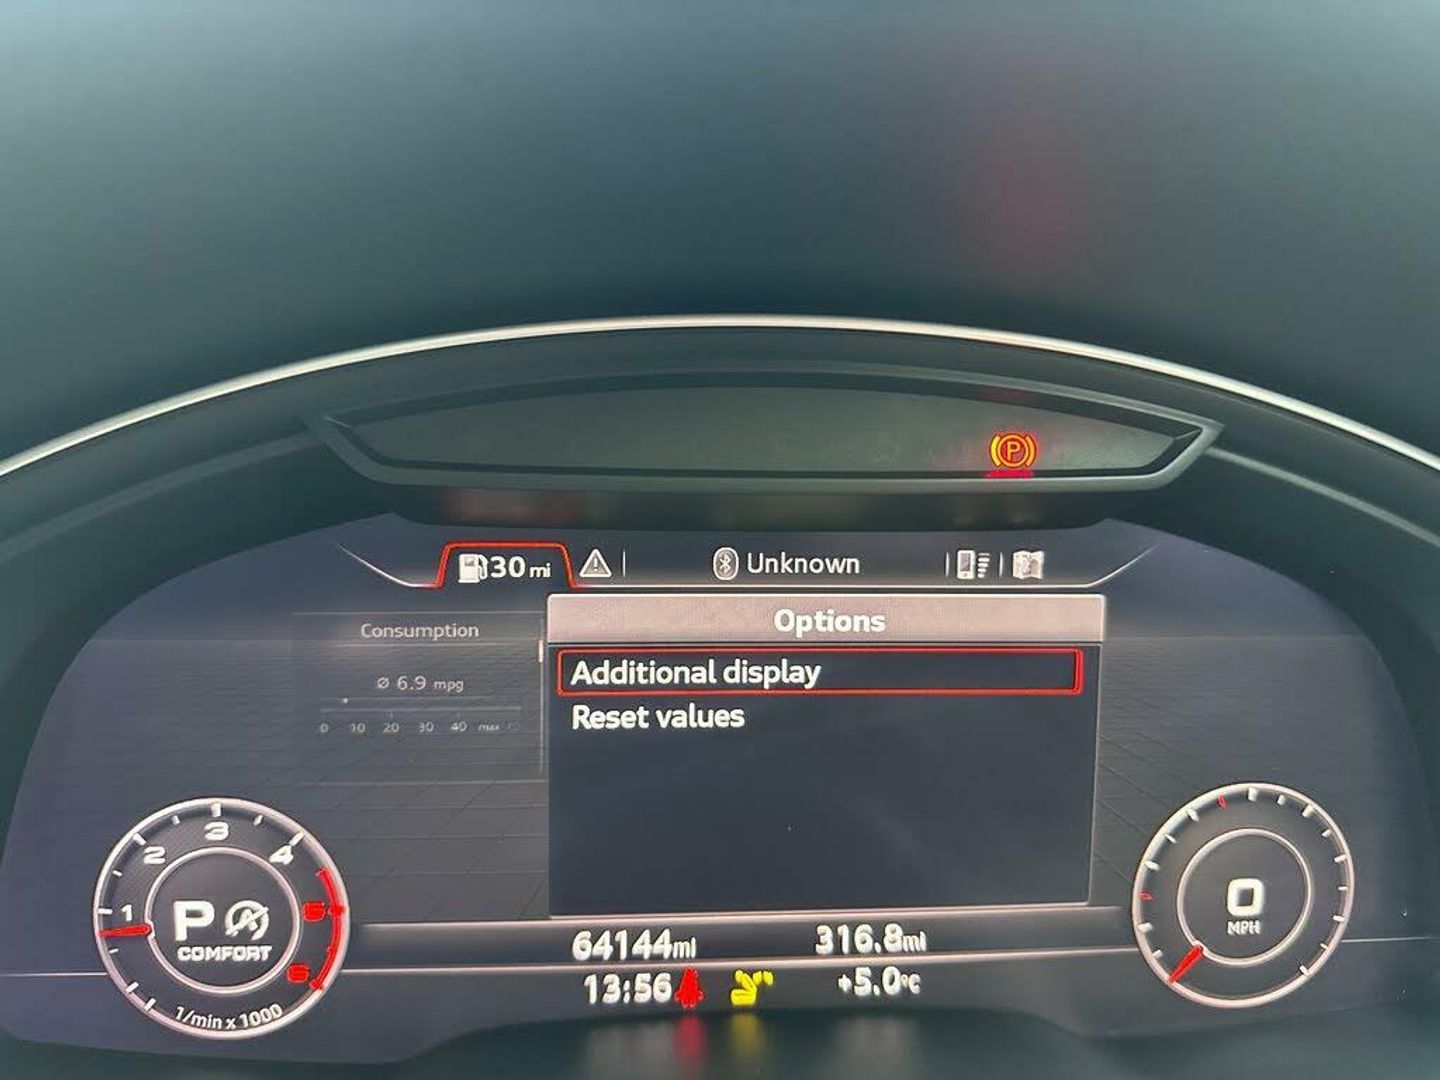 P
30 mi
Unknown
Options
Consumption
Ø 6.9 mpg
0 10 20 30 40 max
Additional display
Reset values
1 2 3 4 5 6
P A
COMFORT
1/min x 1000
64144mi 316.8mi
13:56 +5.0°C
0
MPH